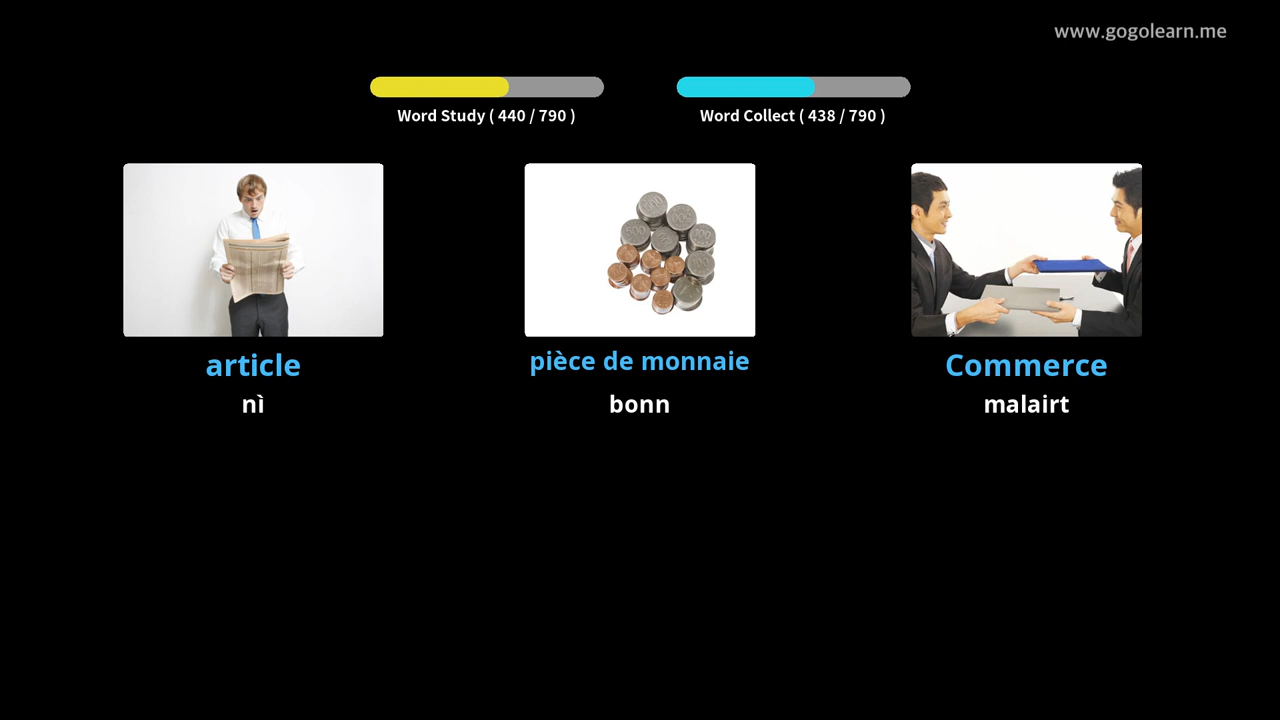 www.gogolearn.me
Word Study ( 440 / 790 )
Word Collect ( 438 / 790 )
article
pièce de monnaie
Commerce
nì
bonn
malairt